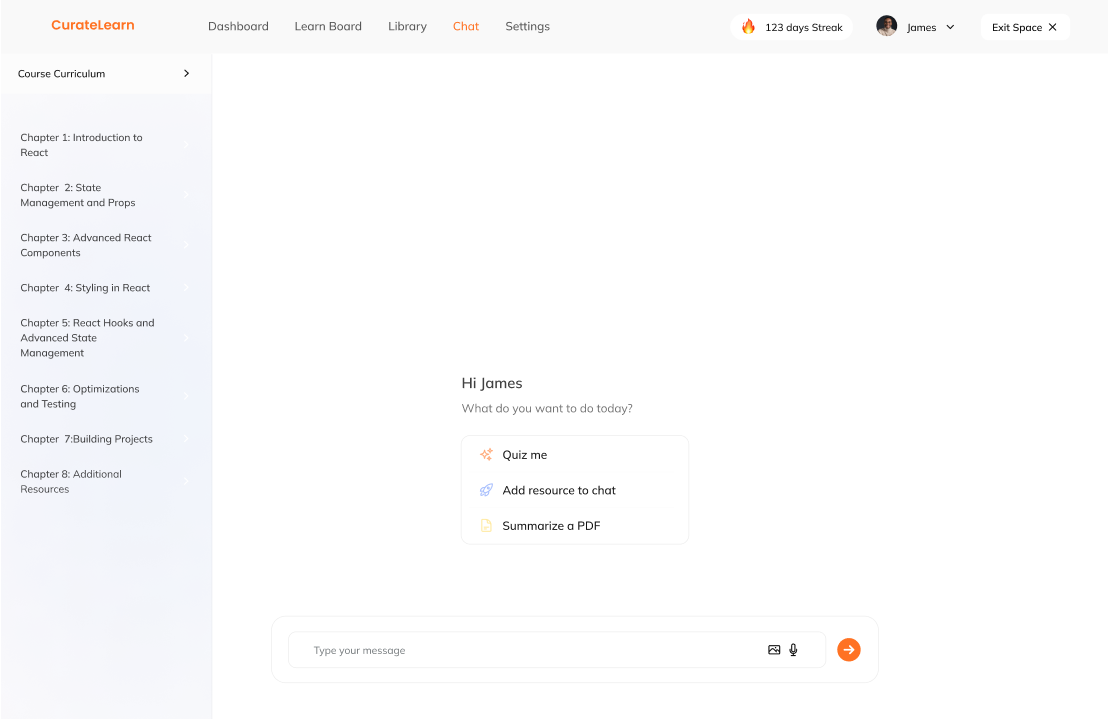 CurateLearn
Dashboard
Learn Board
Library
Chat
Settings
123 days Streak
James
Exit Space
Course Curriculum
Chapter 1: Introduction to
React
Chapter 2: State
Management and Props
Chapter 3: Advanced React
Components
Chapter 4: Styling in React
Chapter 5: React Hooks and
Advanced State
Management
Chapter 6: Optimizations
and Testing
Chapter 7:Building Projects
Chapter 8: Additional
Resources
Hi James
What do you want to do today?
Quiz me
Add resource to chat
Summarize a PDF
Type your message